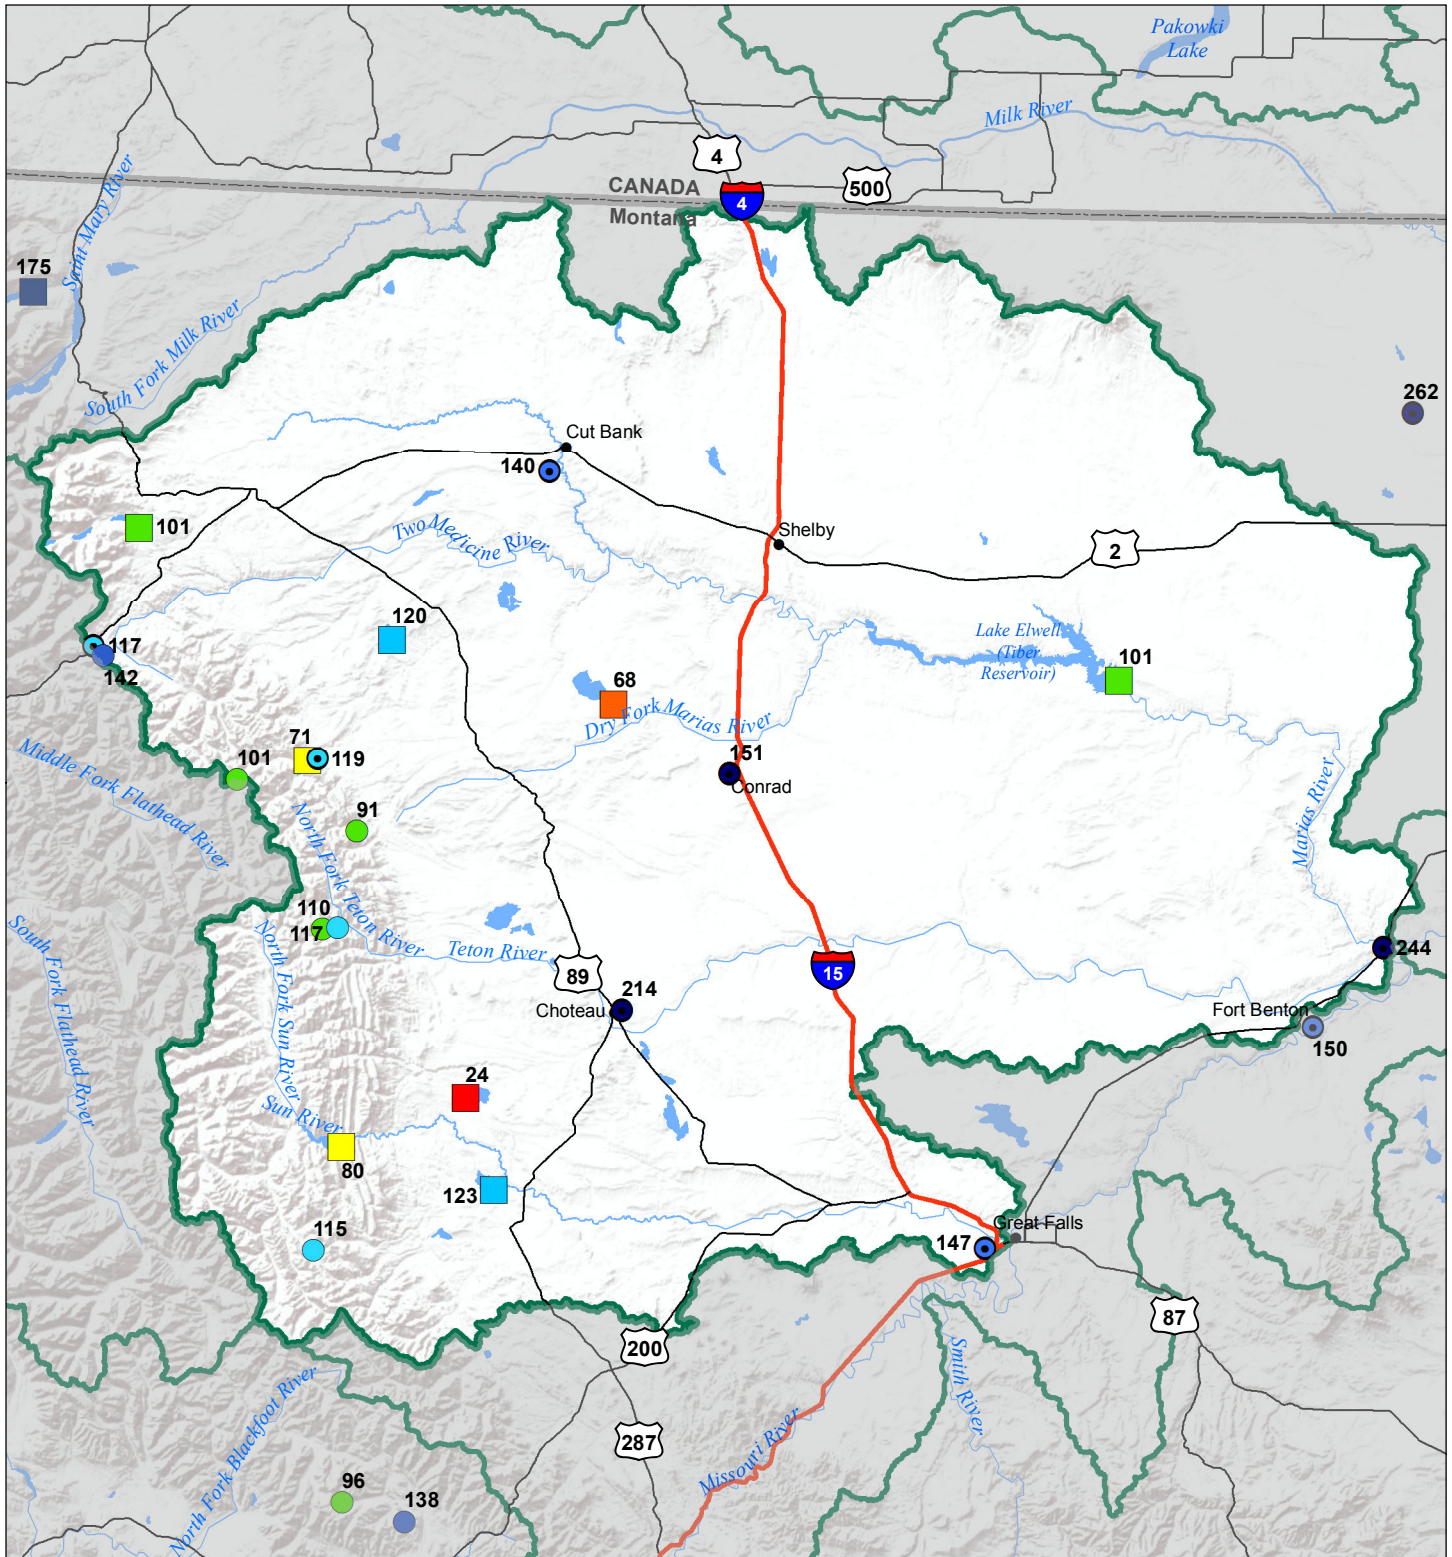 Pakowki
Lake
Milk River
4
CANADA
500
4
Montana
Saint Mary River
175
South Fork Milk River
262
Cut Bank
140
101
Two Medicine River
Shelby
2
120
117
142
Lake Elwell
(Tiber
Reservoir)
101
68
Dry Fork Marias River
71
119
101
151
Conrad
Middle Fork Flathead River
91
North Fork Teton River
Marias River
110
117
South Fork Flathead River
North Fork Sun River
Teton River
244
89
15
214
Choteau
Fort Benton
150
24
Sun River
80
123
115
Great Falls
147
87
200
Smith River
287
Missouri River
North Fork Blackfoot River
96
138